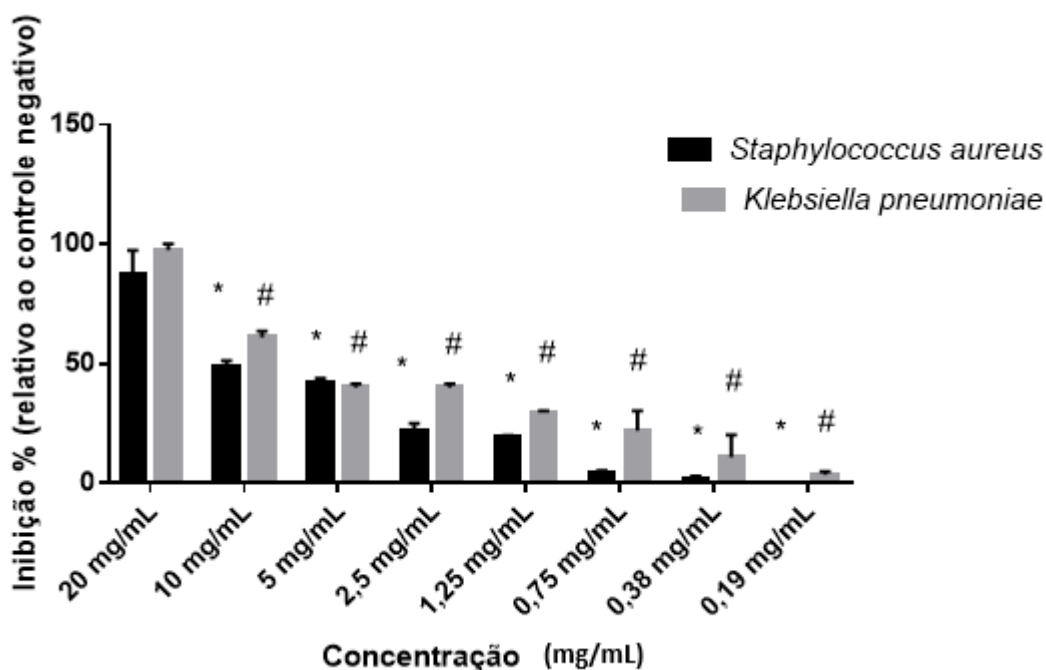 Inibição % (relativo ao controle negativo)
150
100
50
0
Staphylococcus aureus
Klebsiella pneumoniae
* #
* #
* #
* #
* #
* #
* #
20 mg/mL
10 mg/mL
5 mg/mL
2,5 mg/mL
1,25 mg/mL
0,75 mg/mL
0,38 mg/mL
0,19 mg/mL
Concentração (mg/mL)